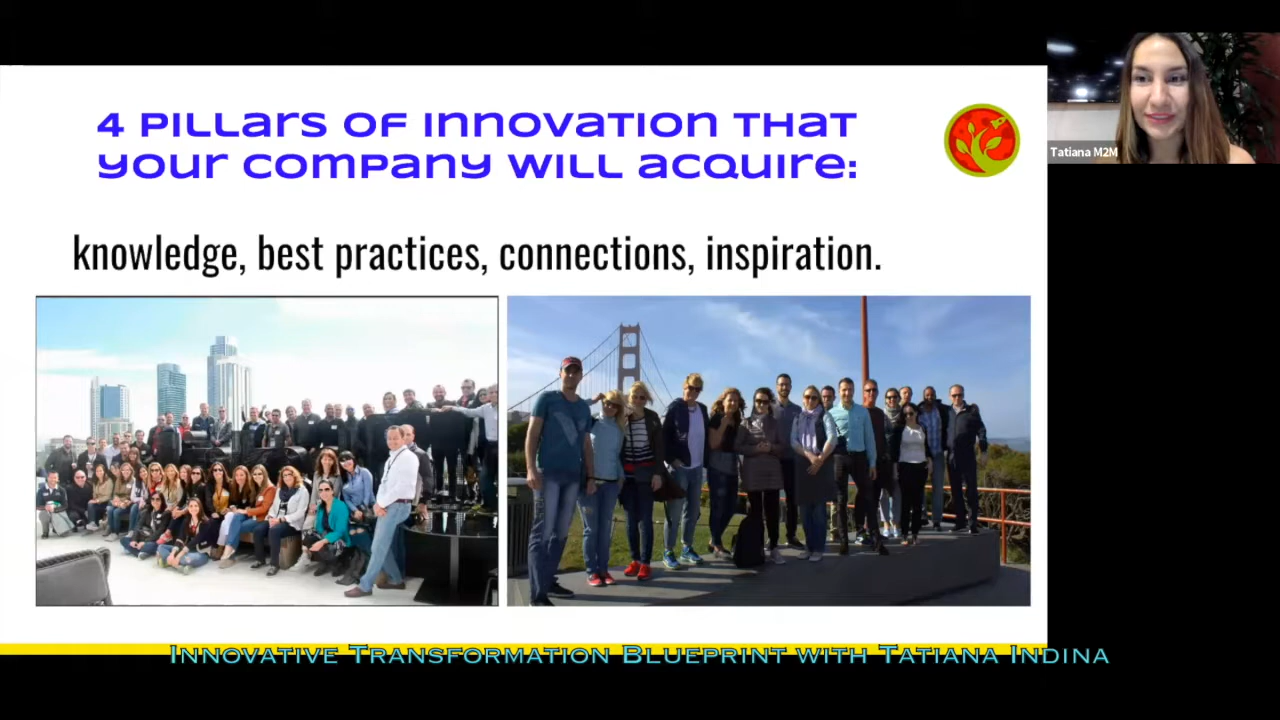 4 Pillars of Innovation that
your company will acquire:
knowledge, best practices, connections, inspiration.
Tatiana M2M
Innovative Transformation Blueprint with Tatiana Indina